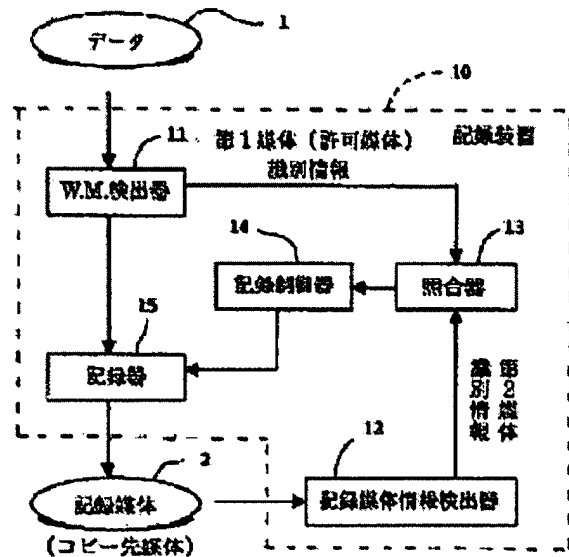 データ
1
10
11
第1媒体(許可媒体)
識別情報
記録装置
W.M.検出器
14
13
記録制御器
照合器
15
記録器
第2媒体
識別情報
12
2
記録媒体
(コピー先媒体)
記録媒体情報検出器